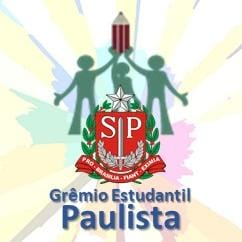 SP
PRO · BRASILIA · FIANT · EXIMIA
Grêmio Estudantil
Paulista